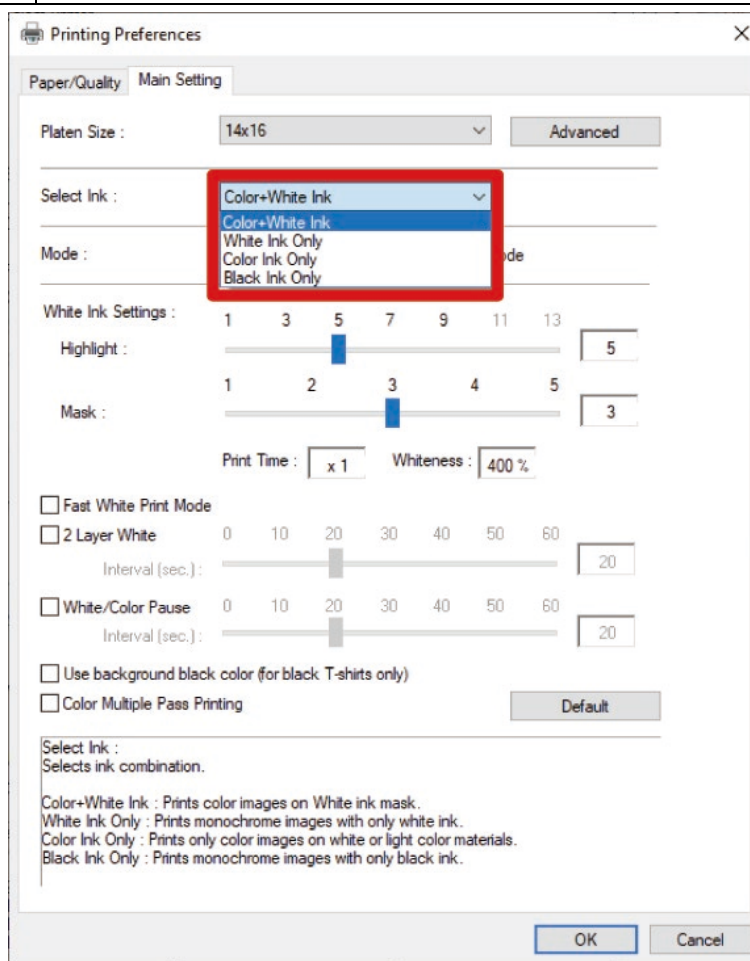 Printing Preferences
Paper/Quality Main Setting
Platen Size : 14x16 Advanced
Select Ink : Color+White Ink
Color+White Ink
White Ink Only
Color Ink Only
Black Ink Only
Mode :
White Ink Settings : 1 3 5 7 9 11 13
Highlight : 5
1 2 3 4 5
Mask : 3
Print Time : x 1 Whiteness : 400 %
Fast White Print Mode
2 Layer White 0 10 20 30 40 50 60
Interval (sec.) : 20
White/Color Pause 0 10 20 30 40 50 60
Interval (sec.) : 20
Use background black color (for black T-shirts only)
Color Multiple Pass Printing Default
Select Ink :
Selects ink combination.
Color+White Ink : Prints color images on White ink mask.
White Ink Only : Prints monochrome images with only white ink.
Color Ink Only : Prints only color images on white or light color materials.
Black Ink Only : Prints monochrome images with only black ink.
OK Cancel